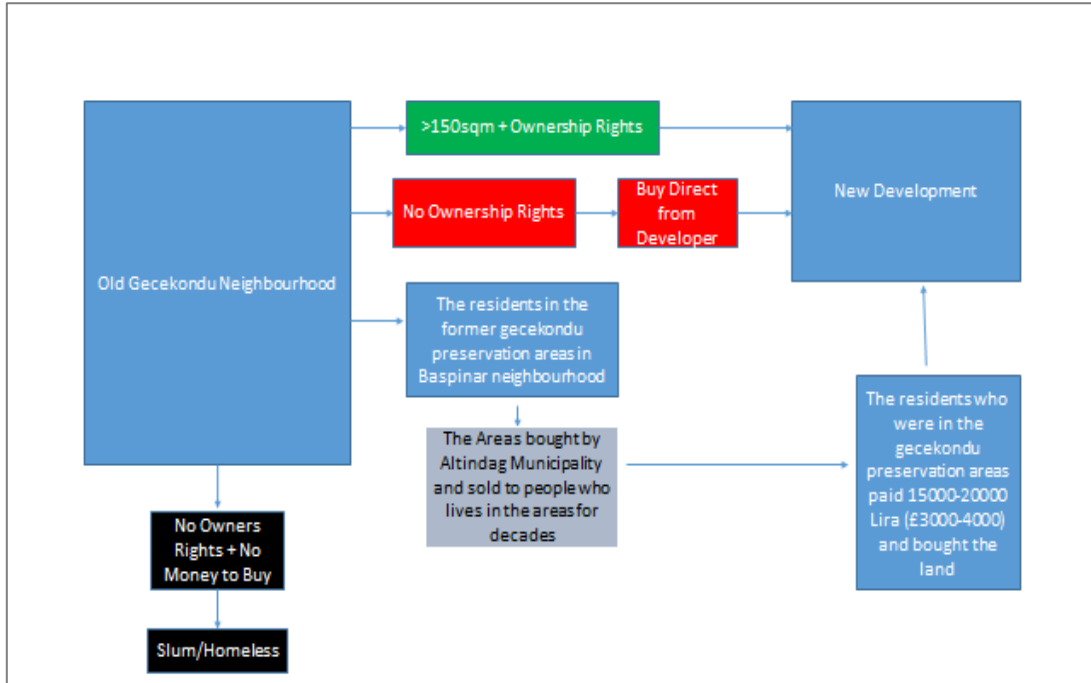 >150sqm + Ownership Rights
No Ownership Rights
Buy Direct
from
Developer
New Development
Old Gecekondu Neighbourhood
The residents in the
former gecekondu
preservation areas in
Baspinar neighbourhood
The Areas bought by
Altindag Municipality
and sold to people who
lives in the areas for
decades
The residents who
were in the
gecekondu
preservation areas
paid 15000-20000
Lira (£3000-4000)
and bought the
land
No Owners
Rights + No
Money to Buy
Slum/Homeless